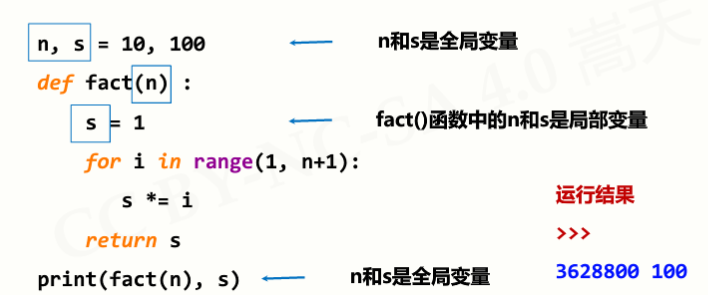 n, s = 10, 100 n和s是全局变量
def fact(n) :
s = 1 fact()函数中的n和s是局部变量
for i in range(1, n+1):
s *= i 运行结果
return s >>>
print(fact(n), s) n和s是全局变量 3628800 100
CC BY-NC-SA 4.0 嵩天